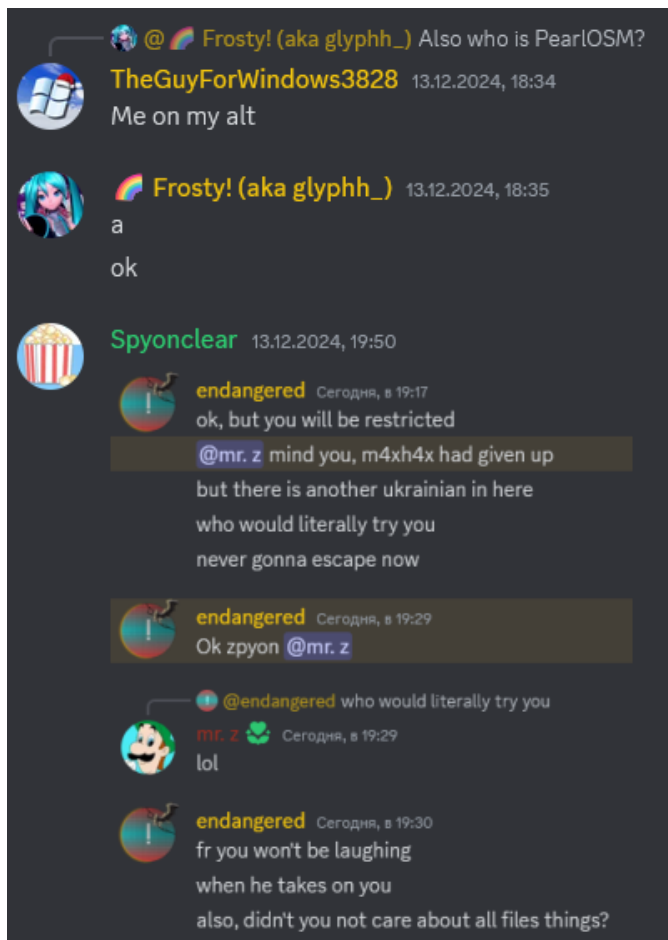 @ 🌈 Frosty! (aka glyphh_) Also who is PearlOSM?
TheGuyForWindows3828 13.12.2024, 18:34
Me on my alt
🌈 Frosty! (aka glyphh_) 13.12.2024, 18:35
a
ok
Spyonclear 13.12.2024, 19:50
endangered Сегодня, в 19:17
ok, but you will be restricted
@mr. z mind you, m4xh4x had given up
but there is another ukrainian in here
who would literally try you
never gonna escape now
endangered Сегодня, в 19:29
Ok zpyon @mr. z
@endangered who would literally try you
mr. z Сегодня, в 19:29
lol
endangered Сегодня, в 19:30
fr you won't be laughing
when he takes on you
also, didn't you not care about all files things?